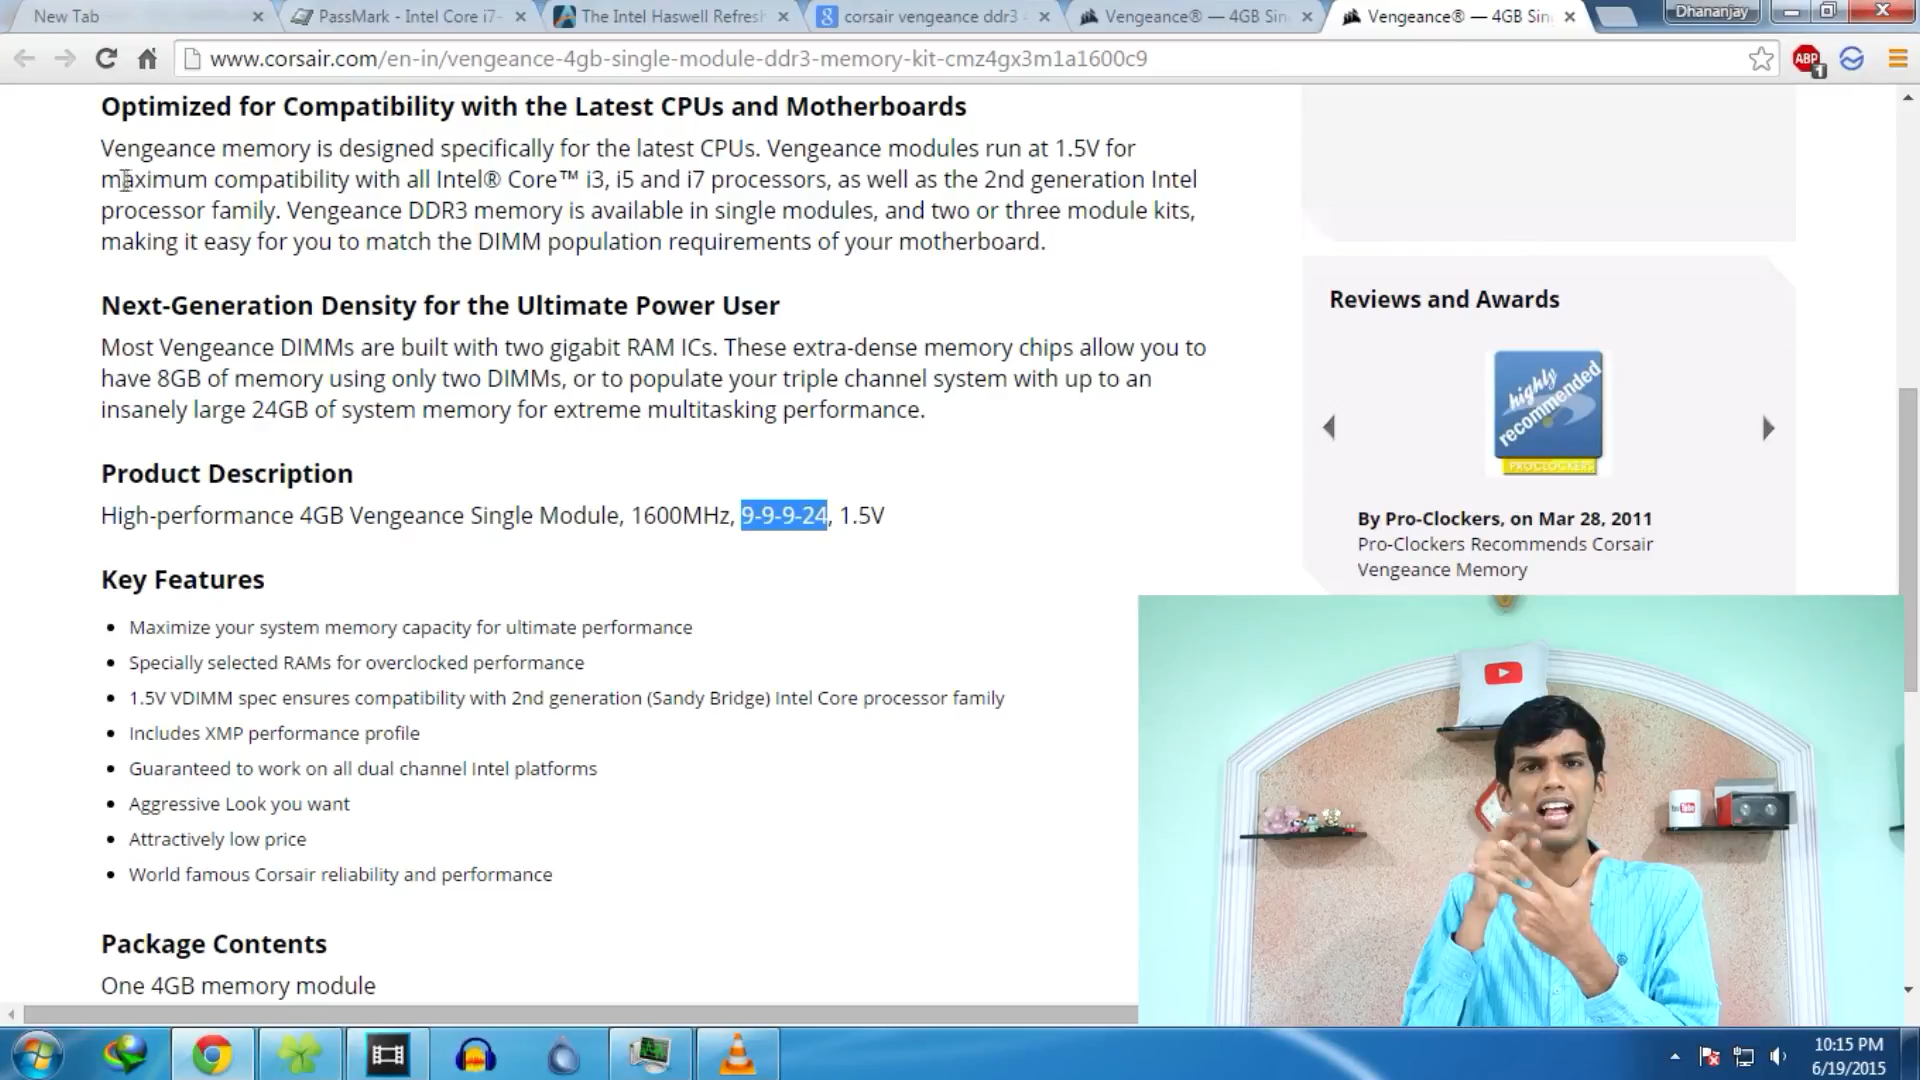 New Tab
PassMark - Intel Core i7-
The Intel Haswell Refresh
corsair vengeance ddr3
Vengeance® — 4GB Sin
Vengeance® — 4GB Sin
Dhananjay
www.corsair.com/en-in/vengeance-4gb-single-module-ddr3-memory-kit-cmz4gx3m1a1600c9
ABP
1
Optimized for Compatibility with the Latest CPUs and Motherboards
Vengeance memory is designed specifically for the latest CPUs. Vengeance modules run at 1.5V for
maximum compatibility with all Intel® Core™ i3, i5 and i7 processors, as well as the 2nd generation Intel
processor family. Vengeance DDR3 memory is available in single modules, and two or three module kits,
making it easy for you to match the DIMM population requirements of your motherboard.
Next-Generation Density for the Ultimate Power User
Most Vengeance DIMMs are built with two gigabit RAM ICs. These extra-dense memory chips allow you to
have 8GB of memory using only two DIMMs, or to populate your triple channel system with up to an
insanely large 24GB of system memory for extreme multitasking performance.
Product Description
High-performance 4GB Vengeance Single Module, 1600MHz, 9-9-9-24, 1.5V
Key Features
Maximize your system memory capacity for ultimate performance
Specially selected RAMs for overclocked performance
1.5V VDIMM spec ensures compatibility with 2nd generation (Sandy Bridge) Intel Core processor family
Includes XMP performance profile
Guaranteed to work on all dual channel Intel platforms
Aggressive Look you want
Attractively low price
World famous Corsair reliability and performance
Package Contents
One 4GB memory module
Reviews and Awards
highly
recommended
PROCLOCKERS
By Pro-Clockers, on Mar 28, 2011
Pro-Clockers Recommends Corsair
Vengeance Memory
You Tube
10:15 PM
6/19/2015